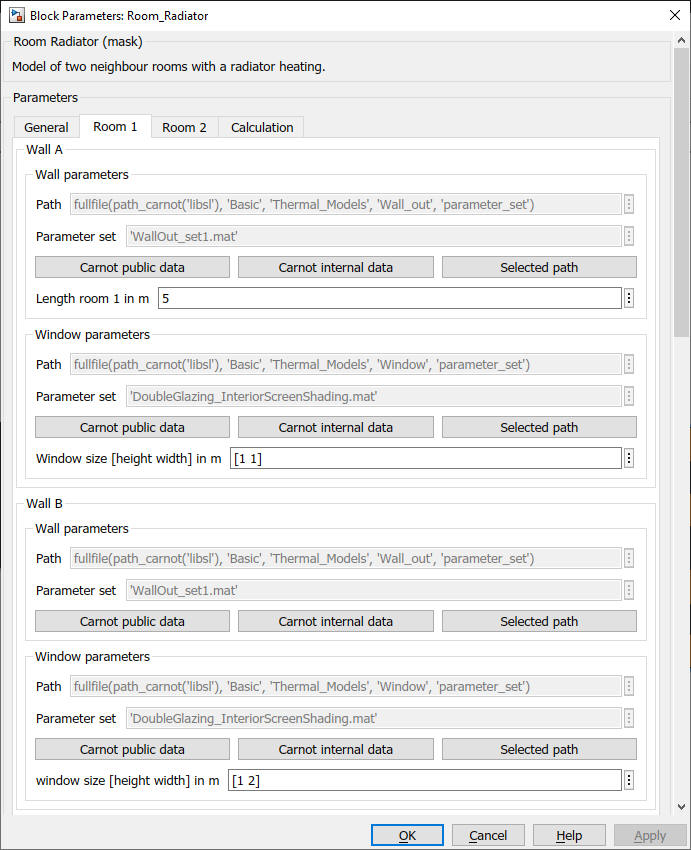 Block Parameters: Room_Radiator
Room Radiator (mask)
Model of two neighbour rooms with a radiator heating.
Parameters
General Room 1 Room 2 Calculation
Wall A
Wall parameters
Path fullfile(path_carnot('libsl'), 'Basic', 'Thermal_Models', 'Wall_out', 'parameter_set')
Parameter set 'WallOut_set1.mat'
Carnot public data Carnot internal data Selected path
Length room 1 in m 5
Window parameters
Path fullfile(path_carnot('libsl'), 'Basic', 'Thermal_Models', 'Window', 'parameter_set')
Parameter set 'DoubleGlazing_InteriorScreenShading.mat'
Carnot public data Carnot internal data Selected path
Window size [height width] in m [1 1]
Wall B
Wall parameters
Path fullfile(path_carnot('libsl'), 'Basic', 'Thermal_Models', 'Wall_out', 'parameter_set')
Parameter set 'WallOut_set1.mat'
Carnot public data Carnot internal data Selected path
Window parameters
Path fullfile(path_carnot('libsl'), 'Basic', 'Thermal_Models', 'Window', 'parameter_set')
Parameter set 'DoubleGlazing_InteriorScreenShading.mat'
Carnot public data Carnot internal data Selected path
window size [height width] in m [1 2]
OK Cancel Help Apply